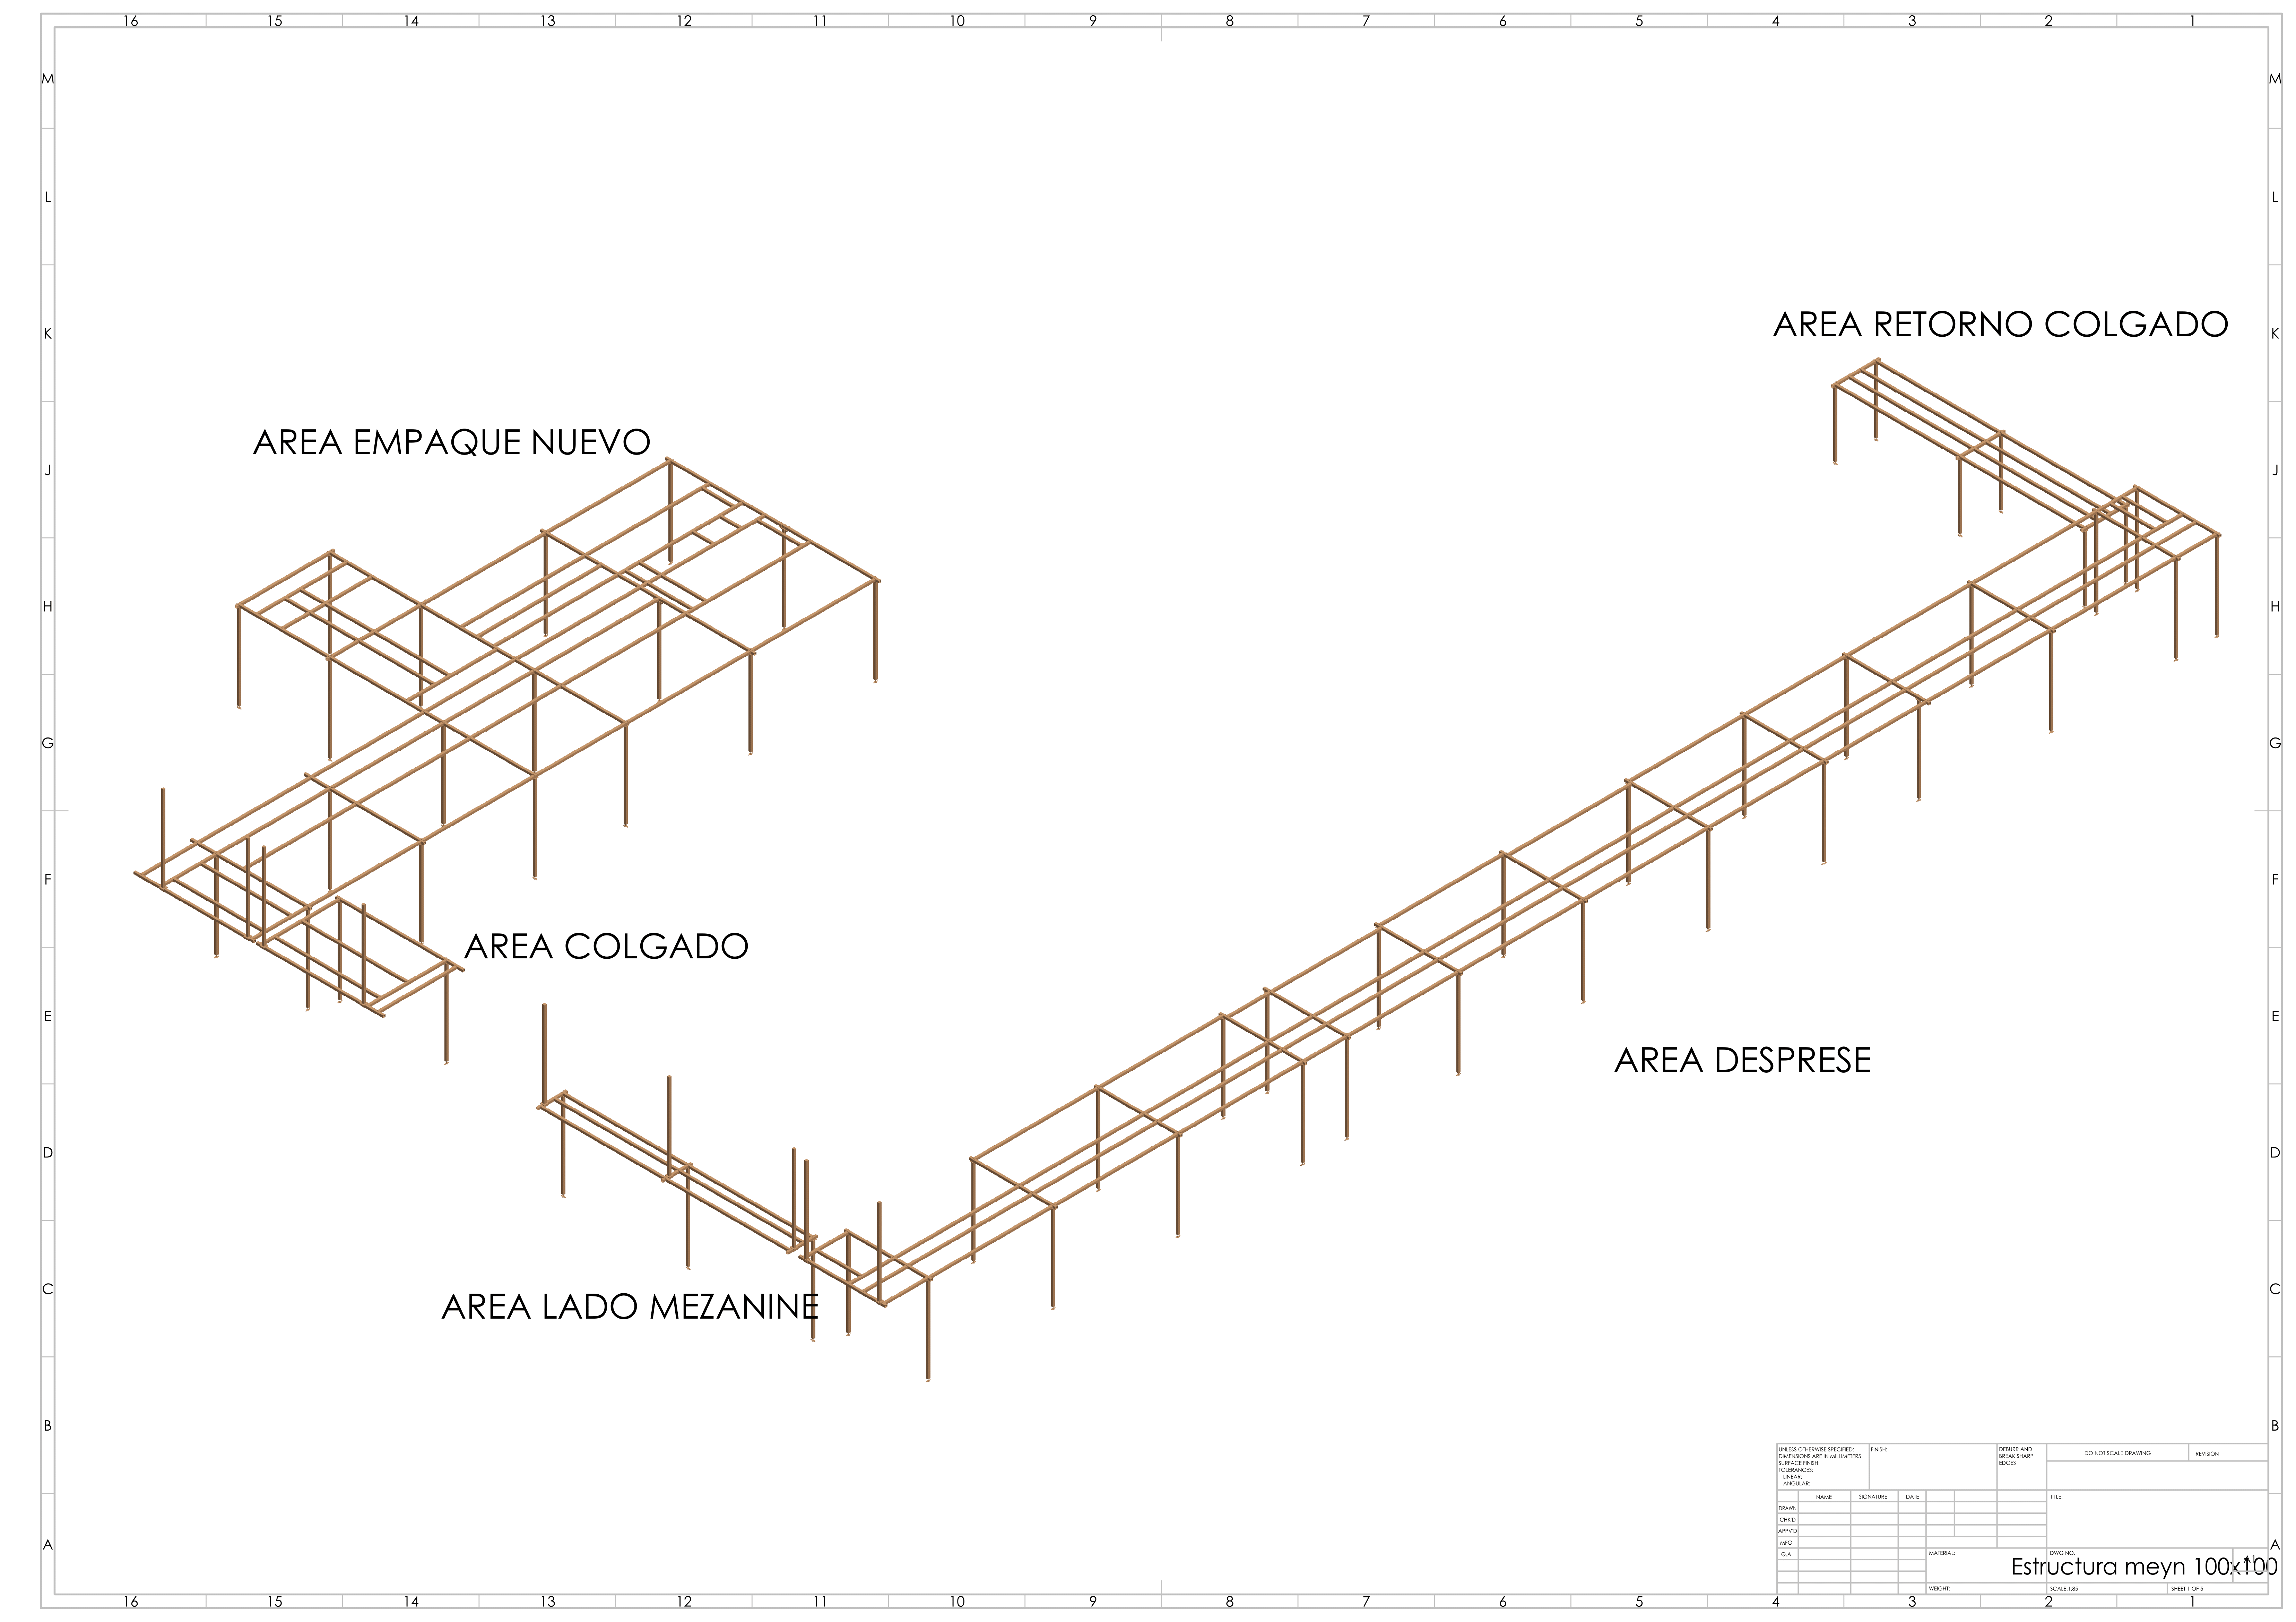 16 15 14 13 12 11 10 9 8 7 6 5 4 3 2 1
M M
L L
K K
AREA RETORNO COLGADO
AREA EMPAQUE NUEVO
J J
H H
G G
F F
AREA COLGADO
E E
AREA DESPRESE
D D
C C
AREA LADO MEZANINE
B B
UNLESS OTHERWISE SPECIFIED:
DIMENSIONS ARE IN MILLIMETERS
SURFACE FINISH:
TOLERANCES:
LINEAR:
ANGULAR:
FINISH:
DEBURR AND
BREAK SHARP
EDGES
DO NOT SCALE DRAWING
REVISION
NAME SIGNATURE DATE
TITLE:
DRAWN
CHK'D
APPV'D
MFG
Q.A
MATERIAL:
DWG NO.
A A
Estructura meyn 100x100
WEIGHT:
SCALE:1:85
SHEET 1 OF 5
16 15 14 13 12 11 10 9 8 7 6 5 4 3 2 1